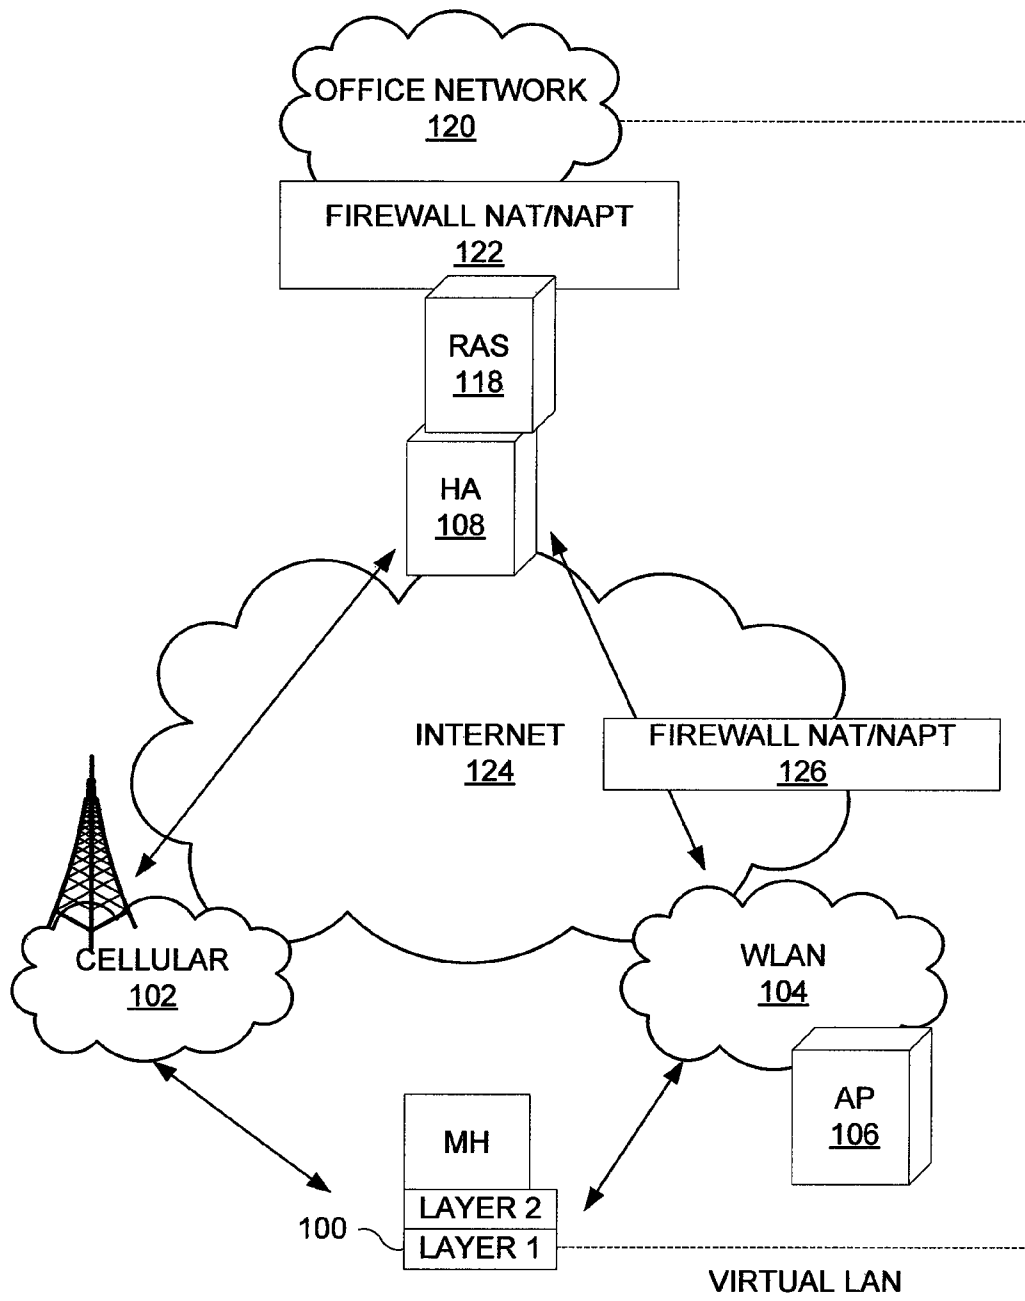 OFFICE NETWORK
120
FIREWALL NAT/NAPT
122
RAS
118
HA
108
INTERNET
124
FIREWALL NAT/NAPT
126
CELLULAR
102
WLAN
104
AP
106
MH
LAYER 2
100
LAYER 1
VIRTUAL LAN